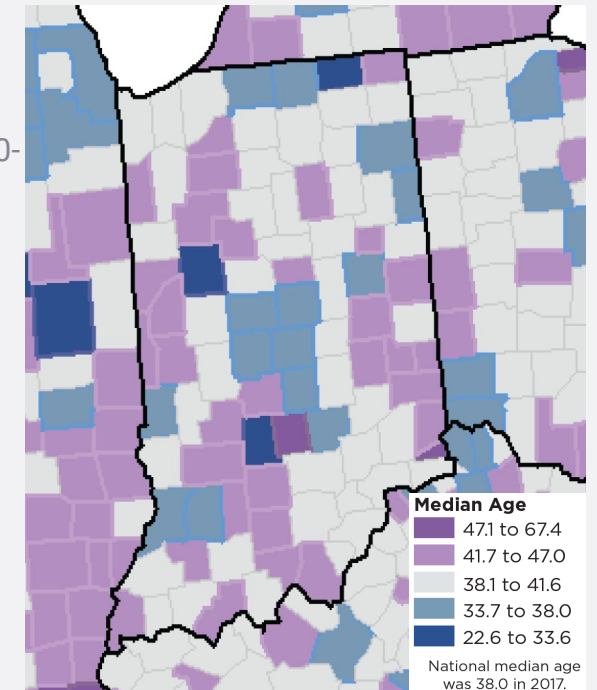 0-
Median Age
47.1 to 67.4
41.7 to 47.0
38.1 to 41.6
33.7 to 38.0
22.6 to 33.6
National median age
was 38.0 in 2017.